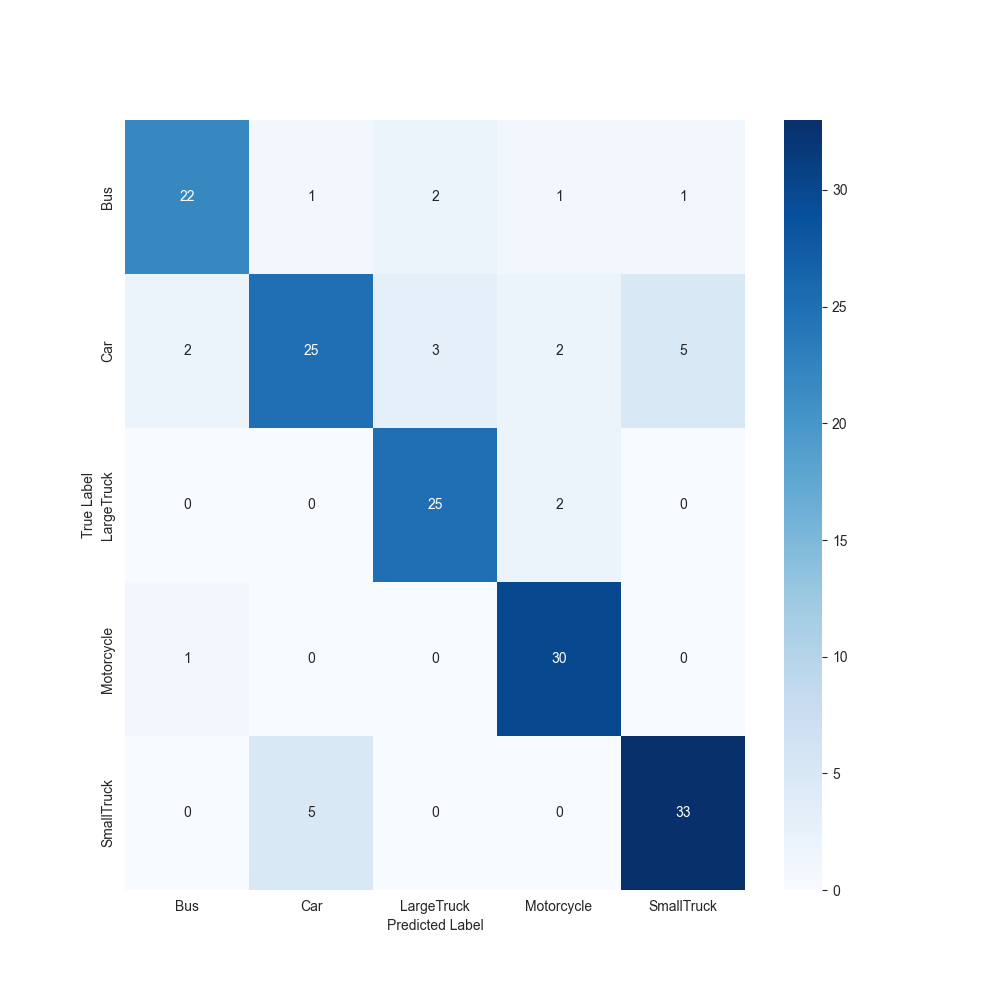 Bus 22 1 2 1 1
Car 2 25 3 2 5
LargeTruck 0 0 25 2 0
Motorcycle 1 0 0 30 0
SmallTruck 0 5 0 0 33
True Label
Bus Car LargeTruck Motorcycle SmallTruck
Predicted Label
30
25
20
15
10
5
0